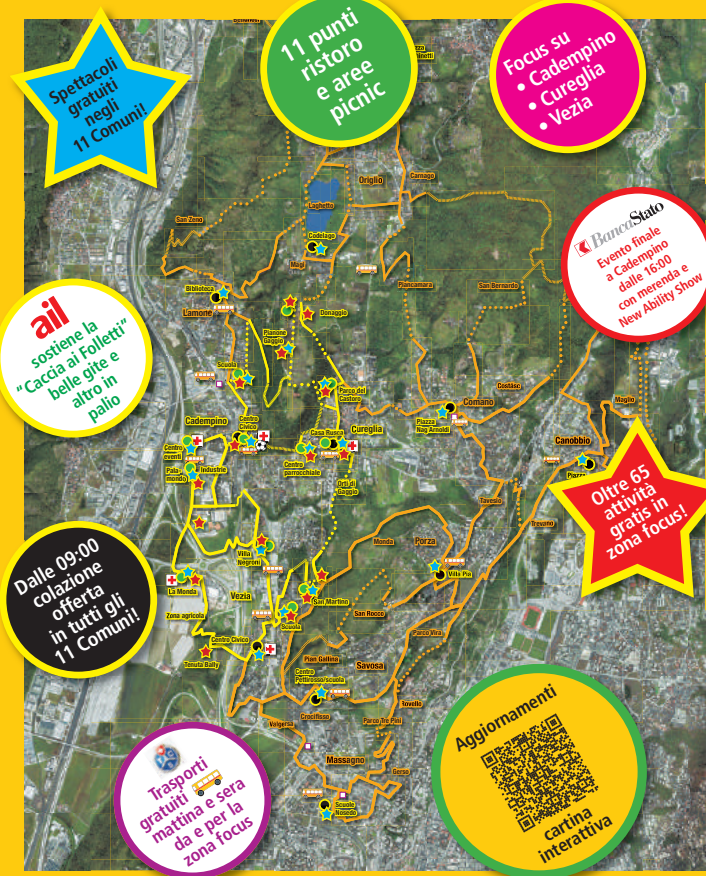 Spettacoli
gratuiti
negli
11 Comuni!
11 punti
ristoro
e aree
picnic
Focus su
• Cadempino
• Cureglia
• Vezia
Origlio
Carnago
Laghetto
San Zeno
Codelago
Magi
BancaStato
Evento finale
a Cadempino
dalle 16:00
con merenda e
New Ability Show
Biblioteca
Lamone
Piancamara
San Bernardo
ail
sostiene la
"Caccia ai Folletti"
belle gite e
altro in
palio
Donaggio
Pianone
Gaggio
Scuola
Parco del
Castoro
Costàsc
Comano
Maglio
Cadempino
Centro
Civico
Casa Rusca
Cureglia
Piazza
Nag Arnoldi
Canobbio
Centro
eventi
Pala-
mondo
Industrie
Centro
parrocchiale
Orti di
Gaggio
Piazza
Oltre 65
attività
gratis in
zona focus!
Tavesio
Trevano
Dalle 09:00
colazione
offerta
in tutti gli
11 Comuni!
Villa
Negroni
Monda
Porza
Villa Pia
La Monda
Vezia
San Martino
San Rocco
Zona agricola
Scuola
Parco Vira
Centro Civico
Tenuta Bally
Pian Gallina
Savosa
Centro
Pettirosso/scuola
Rovello
Crocifisso
Valgersa
Parco Tre Pini
Massagno
Gerso
Scuole
Nosedo
Trasporti
gratuiti
mattina e sera
da e per la
zona focus
Aggiornamenti
cartina
interattiva